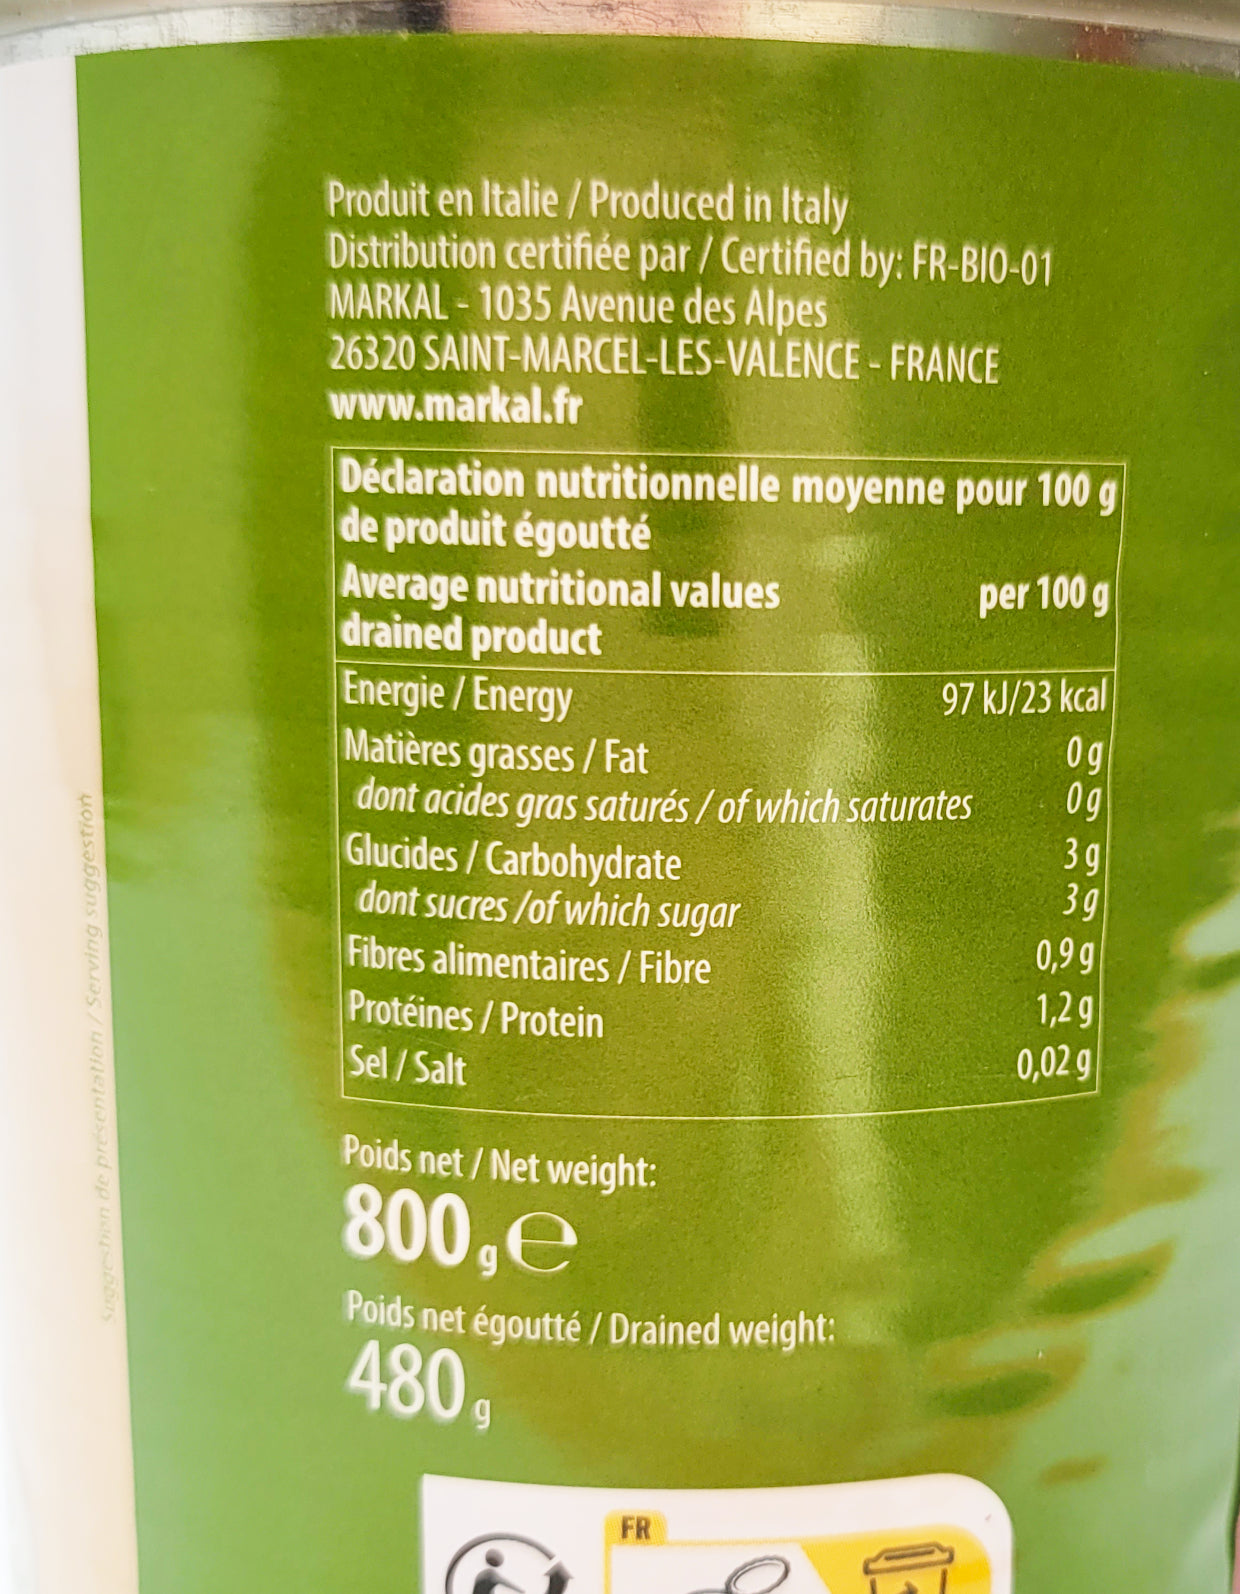 Produit en Italie / Produced in Italy
Distribution certifiée par / Certified by: FR-BIO-01
MARKAL - 1035 Avenue des Alpes
26320 SAINT-MARCEL-LES-VALENCE - FRANCE
www.markal.fr
Déclaration nutritionnelle moyenne pour 100 g
de produit égoutté
Average nutritional values per 100 g
drained product
Energie / Energy 97 kJ/23 kcal
Matières grasses / Fat 0 g
dont acides gras saturés / of which saturates 0 g
Glucides / Carbohydrate 3 g
dont sucres /of which sugar 3 g
Fibres alimentaires / Fibre 0,9 g
Protéines / Protein 1,2 g
Sel / Salt 0,02 g
Poids net / Net weight:
800 g e
Poids net égoutté / Drained weight:
480 g
FR
Suggestion de présentation / Serving suggestion